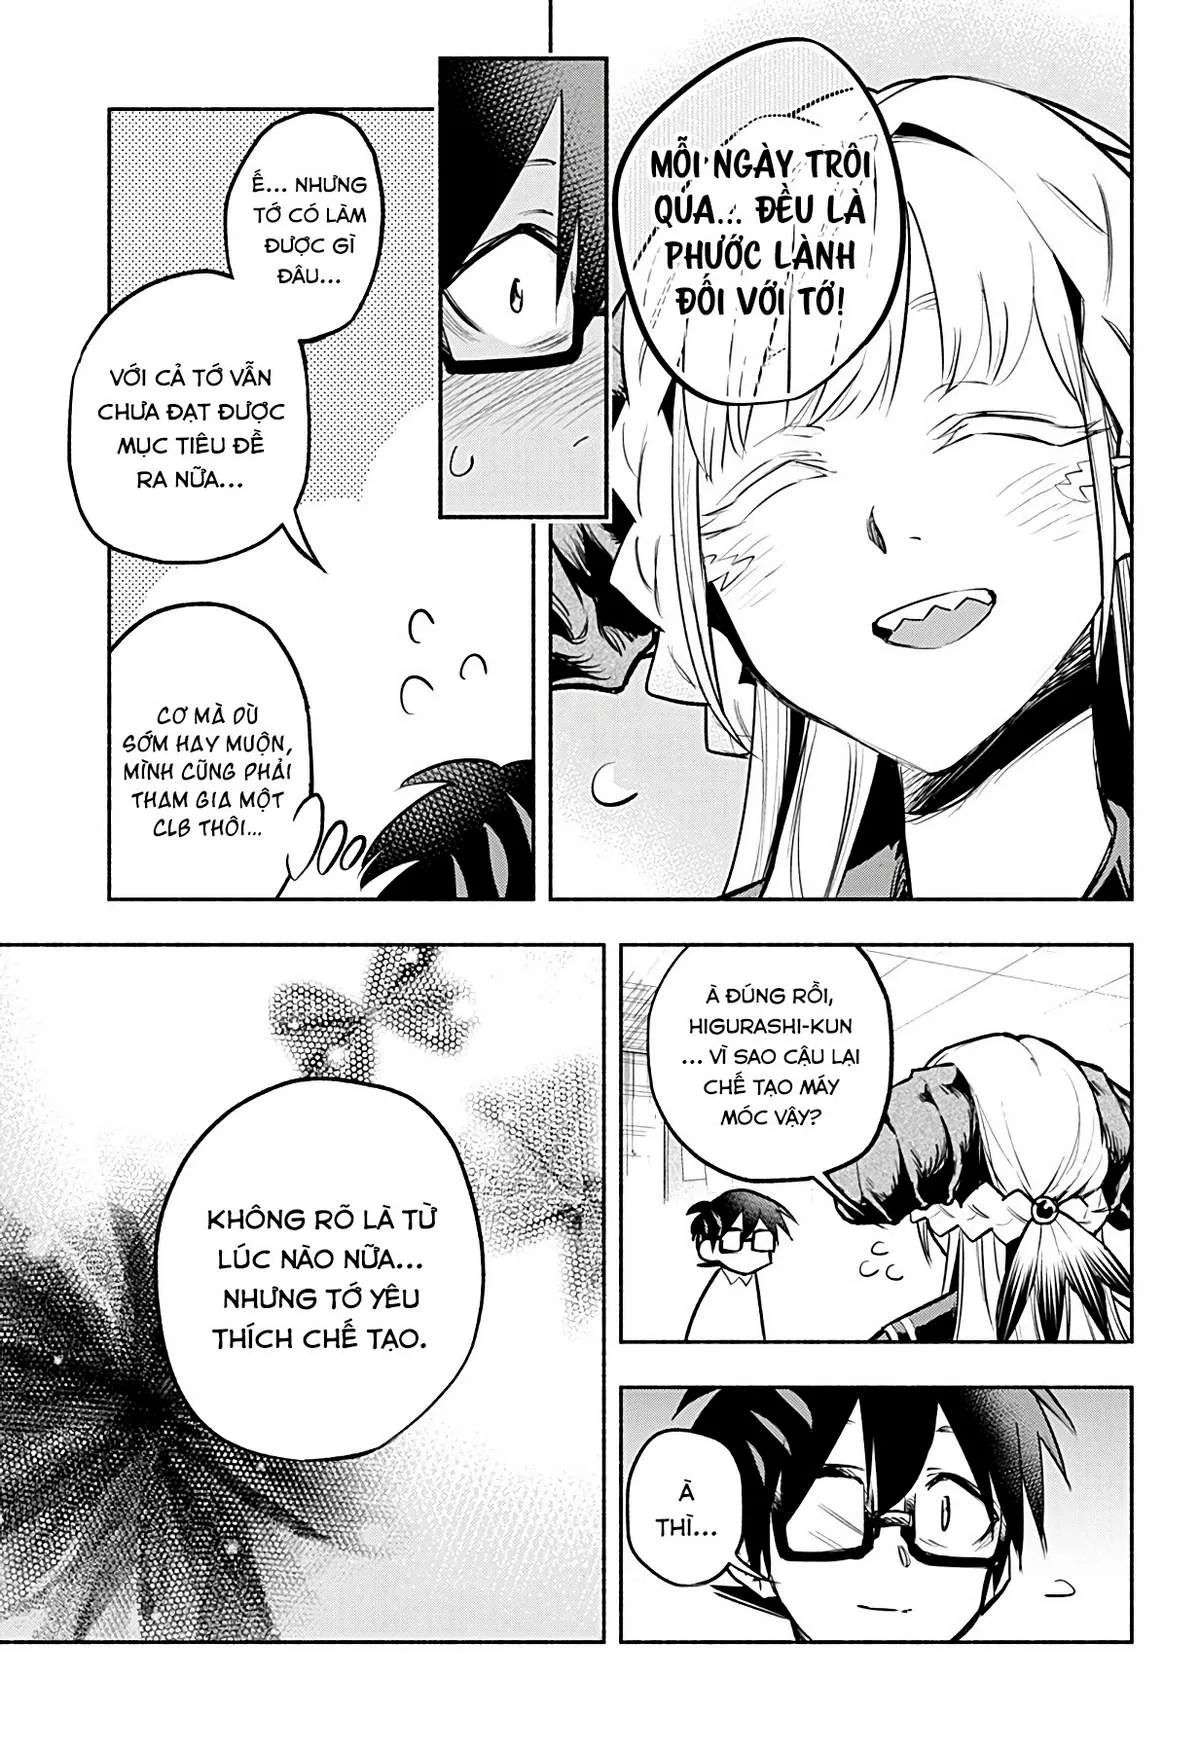 MỖI NGÀY TRÔI
QUA... ĐỀU LÀ
PHƯỚC LÀNH
ĐỐI VỚI TỚ!
Ế... NHƯNG
TỚ CÓ LÀM
ĐƯỢC GÌ
ĐÂU...
VỚI CẢ TỚ VẪN
CHƯA ĐẠT ĐƯỢC
MỤC TIÊU ĐỀ
RA NỮA...
CƠ MÀ DÙ
SỚM HAY MUỘN,
MÌNH CŨNG PHẢI
THAM GIA MỘT
CLB THÔI...
À ĐÚNG RỒI,
HIGURASHI-KUN
... VÌ SAO CẬU LẠI
CHẾ TẠO MÁY
MÓC VẬY?
À
THÌ...
KHÔNG RÕ LÀ TỪ
LÚC NÀO NỮA...
NHƯNG TỚ YÊU
THÍCH CHẾ TẠO.